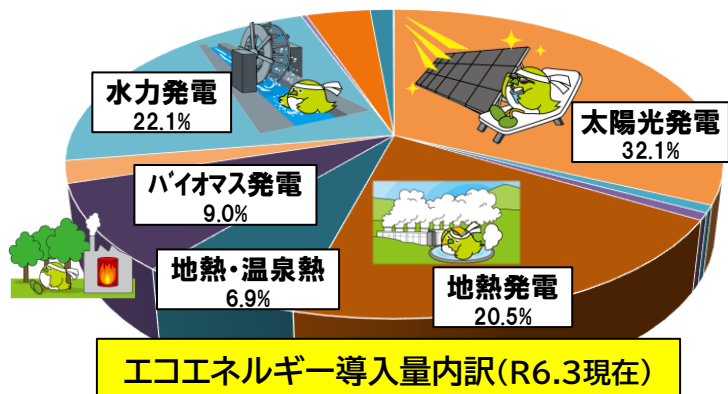 水力発電
22.1%
太陽光発電
32.1%
バイオマス発電
9.0%
地熱・温泉熱
6.9%
地熱発電
20.5%
エコエネルギー導入量内訳(R6.3現在)